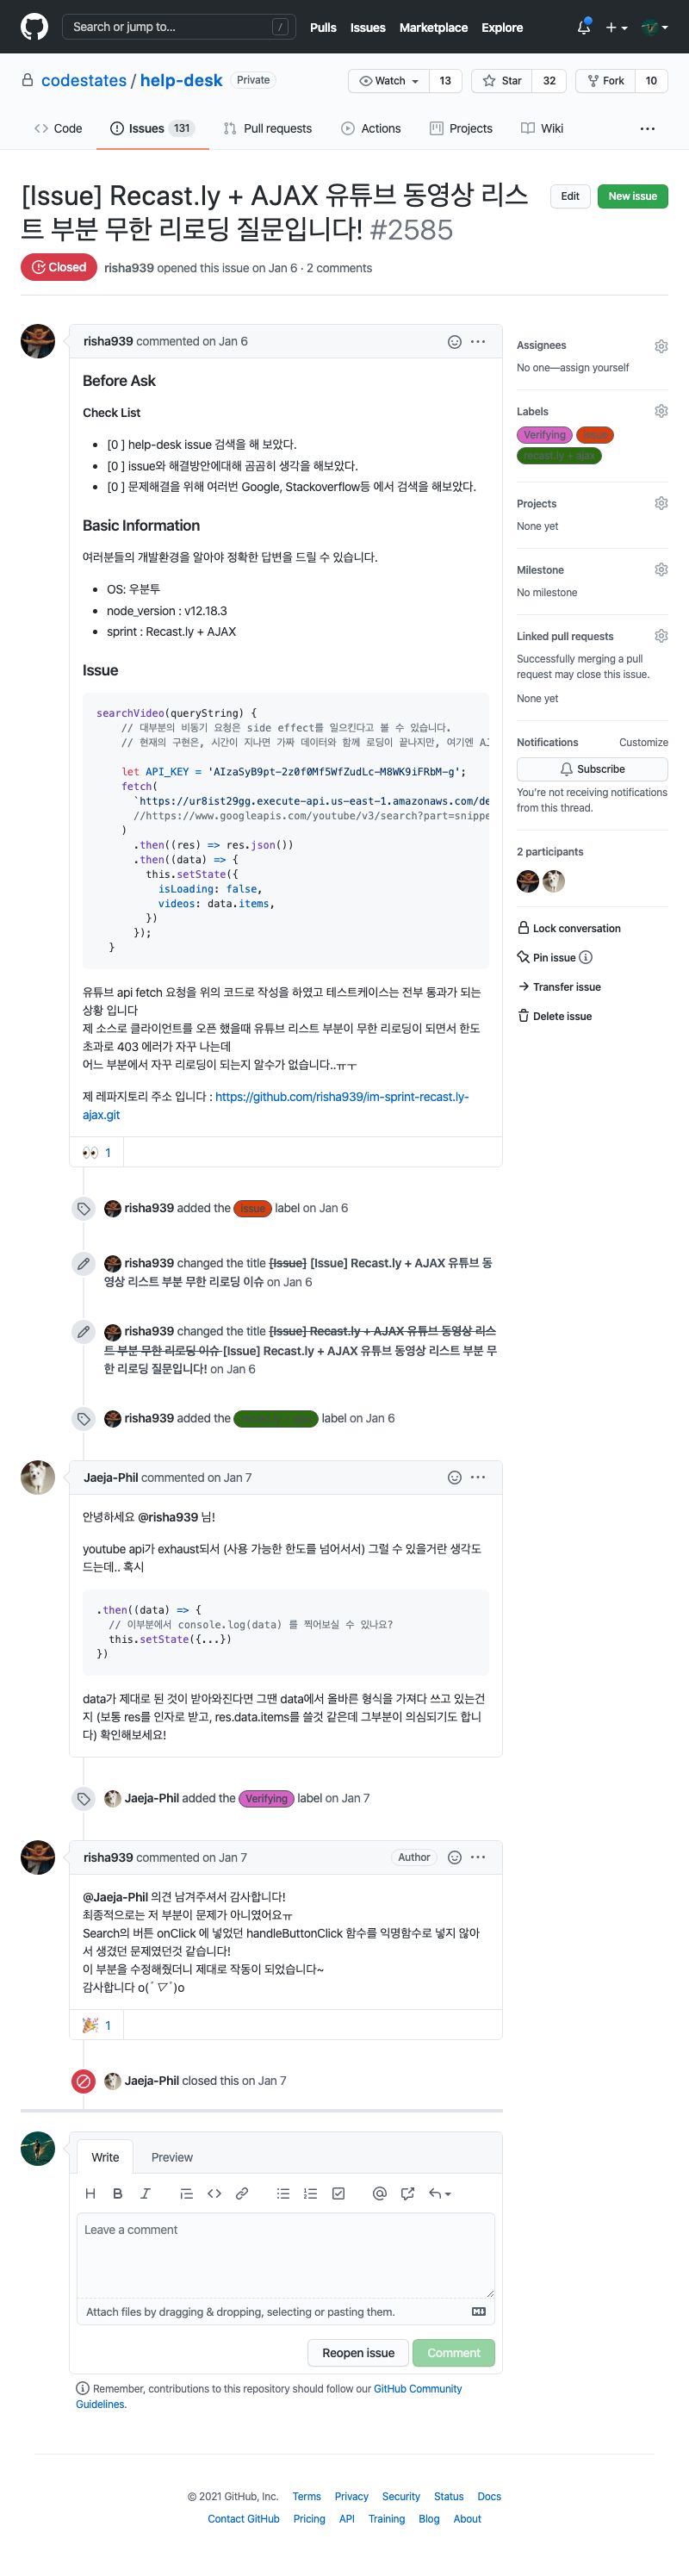 Search or jump to...
/
Pulls
Issues
Marketplace
Explore
codestates / help-desk
Private
Watch
13
Star
32
Fork
10
Code
Issues 131
Pull requests
Actions
Projects
Wiki
[Issue] Recast.ly + AJAX 유튜브 동영상 리스
트 부분 무한 리로딩 질문입니다! #2585
Edit
New issue
Closed
risha939 opened this issue on Jan 6 · 2 comments
risha939 commented on Jan 6
Before Ask
Check List
• [0 ] help-desk issue 검색을 해 보았다.
• [0 ] issue와 해결방안에대해 곰곰히 생각을 해보았다.
• [0 ] 문제해결을 위해 여러번 Google, Stackoverflow등 에서 검색을 해보았다.
Basic Information
여러분들의 개발환경을 알아야 정확한 답변을 드릴 수 있습니다.
• OS: 우분투
• node_version : v12.18.3
• sprint : Recast.ly + AJAX
Issue
searchVideo(queryString) {
// 대부분의 비동기 요청은 side effect를 일으킨다고 볼 수 있습니다.
// 현재의 구현은, 시간이 지나면 가짜 데이터와 함께 로딩이 끝나지만, 여기엔 AJ
let API_KEY = 'AIzaSyB9pt-2z0f0Mf5WfZudLc-M8WK9iFRbM-g';
fetch(
`https://ur8ist29gg.execute-api.us-east-1.amazonaws.com/de
//https://www.googleapis.com/youtube/v3/search?part=snippe
)
.then((res) => res.json())
.then((data) => {
this.setState({
isLoading: false,
videos: data.items,
})
});
}
유튜브 api fetch 요청을 위의 코드로 작성을 하였고 테스트케이스는 전부 통과가 되는
상황 입니다
제 소스로 클라이언트를 오픈 했을때 유튜브 리스트 부분이 무한 리로딩이 되면서 한도
초과로 403 에러가 자꾸 나는데
어느 부분에서 자꾸 리로딩이 되는지 알수가 없습니다..ㅠㅜ
제 레파지토리 주소 입니다 : https://github.com/risha939/im-sprint-recast.ly-
ajax.git
👀 1
risha939 added the issue label on Jan 6
risha939 changed the title [Issue] [Issue] Recast.ly + AJAX 유튜브 동
영상 리스트 부분 무한 리로딩 이슈 on Jan 6
risha939 changed the title [Issue] Recast.ly + AJAX 유튜브 동영상 리스
트 부분 무한 리로딩 이슈 [Issue] Recast.ly + AJAX 유튜브 동영상 리스트 부분 무
한 리로딩 질문입니다! on Jan 6
risha939 added the label on Jan 6
Jaeja-Phil commented on Jan 7
안녕하세요 @risha939 님!
youtube api가 exhaust되서 (사용 가능한 한도를 넘어서서) 그럴 수 있을거란 생각도
드는데.. 혹시
.then((data) => {
// 이부분에서 console.log(data) 를 찍어보실 수 있나요?
this.setState({...})
})
data가 제대로 된 것이 받아와진다면 그땐 data에서 올바른 형식을 가져다 쓰고 있는건
지 (보통 res를 인자로 받고, res.data.items를 쓸것 같은데 그부분이 의심되기도 합니
다) 확인해보세요!
Jaeja-Phil added the Verifying label on Jan 7
risha939 commented on Jan 7
Author
@Jaeja-Phil 의견 남겨주셔서 감사합니다!
최종적으로는 저 부분이 문제가 아니였어요ㅠ
Search의 버튼 onClick 에 넣었던 handleButtonClick 함수를 익명함수로 넣지 않아
서 생겼던 문제였던것 같습니다!
이 부분을 수정해줬더니 제대로 작동이 되었습니다~
감사합니다 o(´▽`)o
🎉 1
Jaeja-Phil closed this on Jan 7
Write
Preview
Leave a comment
Attach files by dragging & dropping, selecting or pasting them.
Reopen issue
Comment
Remember, contributions to this repository should follow our GitHub Community
Guidelines.
Assignees
No one—assign yourself
Labels
Verifying
issue
recast.ly + ajax
Projects
None yet
Milestone
No milestone
Linked pull requests
Successfully merging a pull
request may close this issue.
None yet
Notifications
Customize
Subscribe
You're not receiving notifications
from this thread.
2 participants
Lock conversation
Pin issue
Transfer issue
Delete issue
© 2021 GitHub, Inc.
Terms
Privacy
Security
Status
Docs
Contact GitHub
Pricing
API
Training
Blog
About